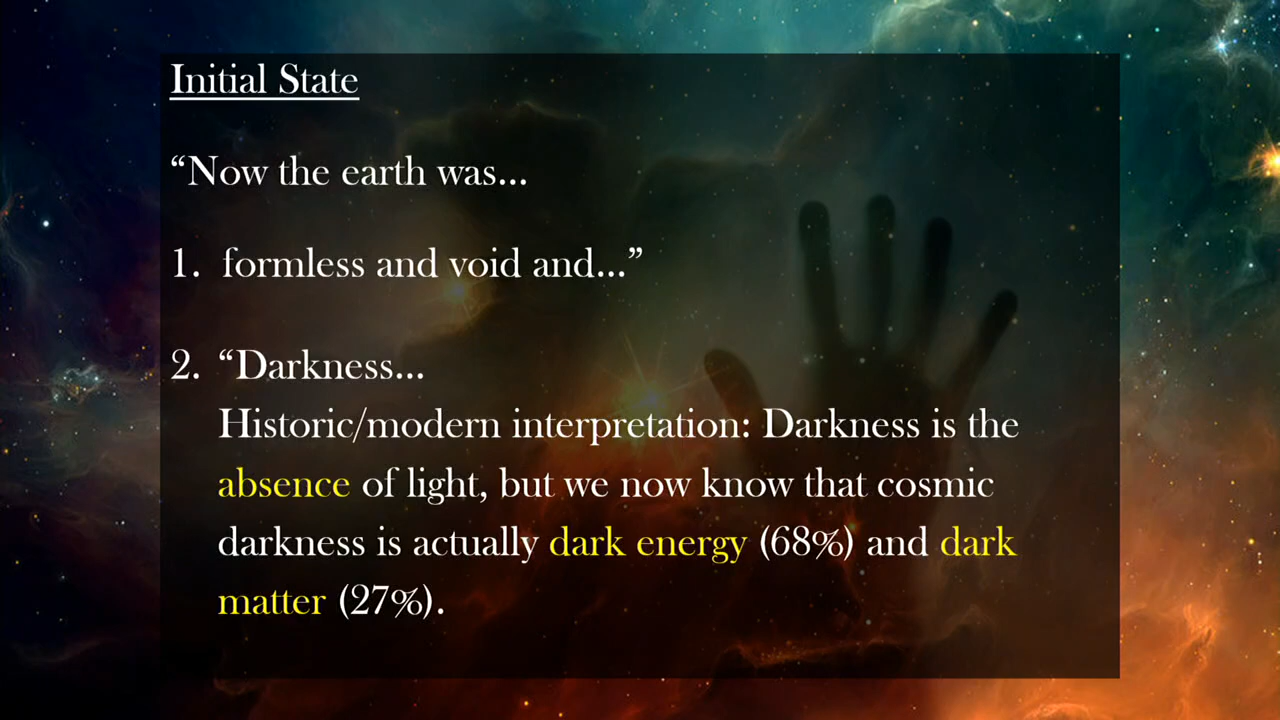 Initial State
“Now the earth was...
1. formless and void and...”
2. “Darkness...
Historic/modern interpretation: Darkness is the
absence of light, but we now know that cosmic
darkness is actually dark energy (68%) and dark
matter (27%).